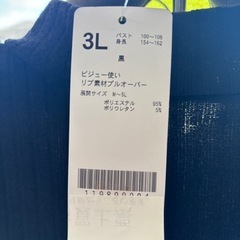 3L
バスト 100〜106
身長 154〜162
黒
ビジュー使い
リブ素材プルオーバー
展開サイズ M〜5L
ポリエステル 95%
ポリウレタン 5%